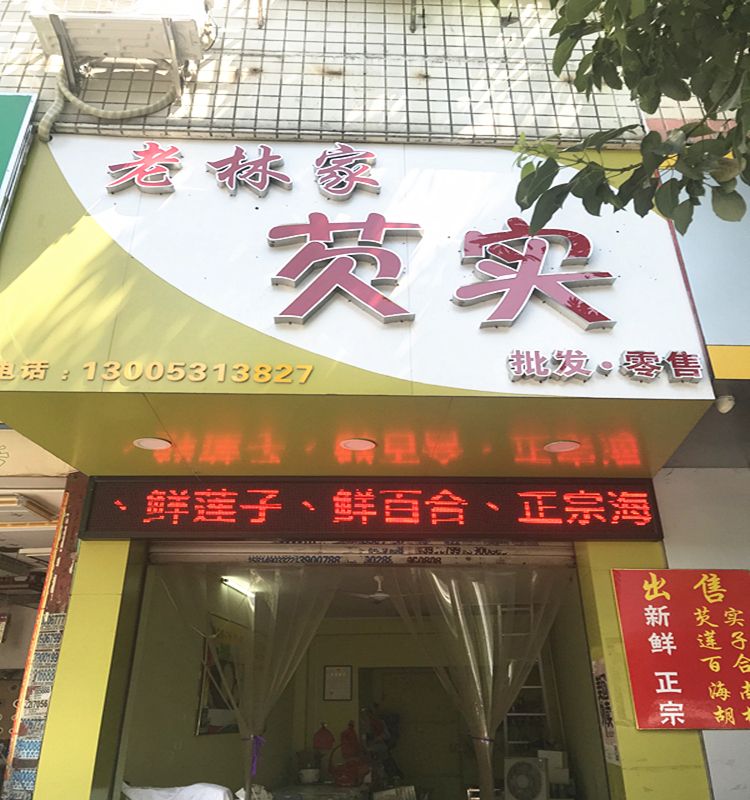 老林家
芡实
电话：13005313827
批发·零售
、鲜莲子、鲜百合、正宗海
出售
新鲜 正宗
芡实
莲子
百合
海南
胡